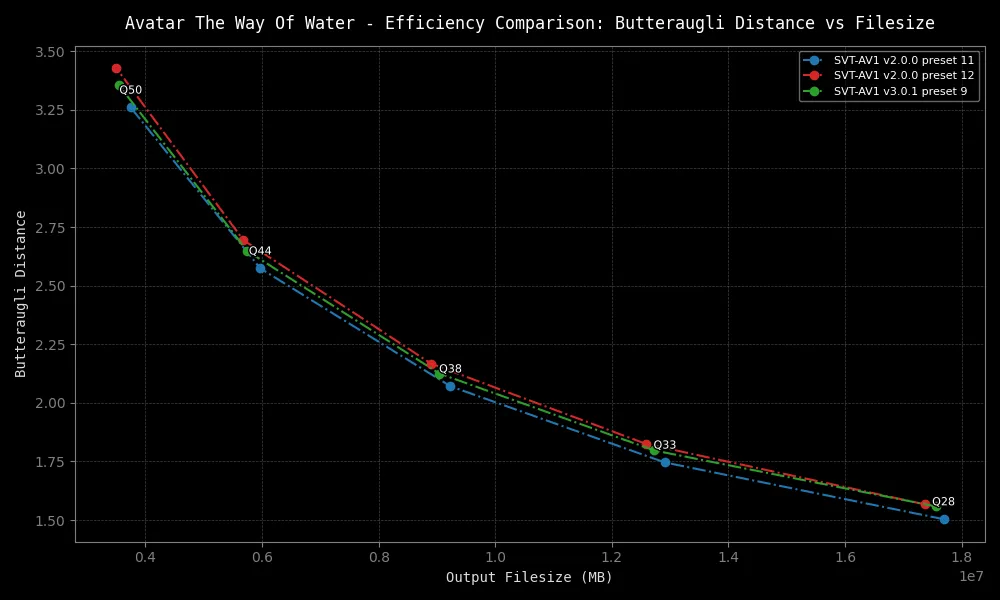 Avatar The Way Of Water - Efficiency Comparison: Butteraugli Distance vs Filesize
SVT-AV1 v2.0.0 preset 11
SVT-AV1 v2.0.0 preset 12
SVT-AV1 v3.0.1 preset 9
Butteraugli Distance
3.50
3.25
3.00
2.75
2.50
2.25
2.00
1.75
1.50
Q50
Q44
Q38
Q33
Q28
0.4 0.6 0.8 1.0 1.2 1.4 1.6 1.8
1e7
Output Filesize (MB)